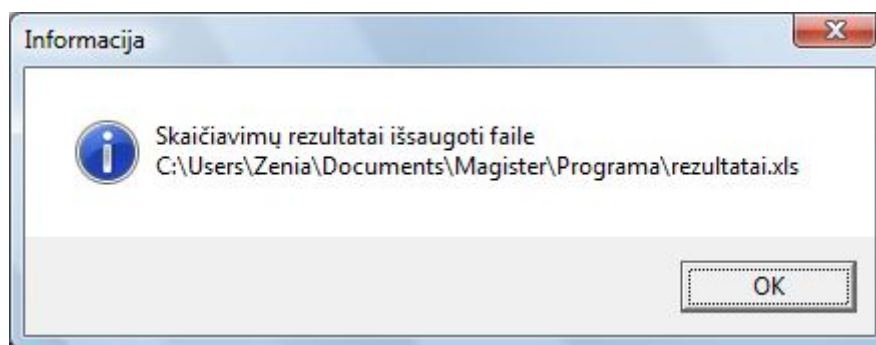 Informacija
Skaičiavimų rezultatai išsaugoti faile
C:\Users\Zenia\Documents\Magister\Programa\rezultatai.xls
OK